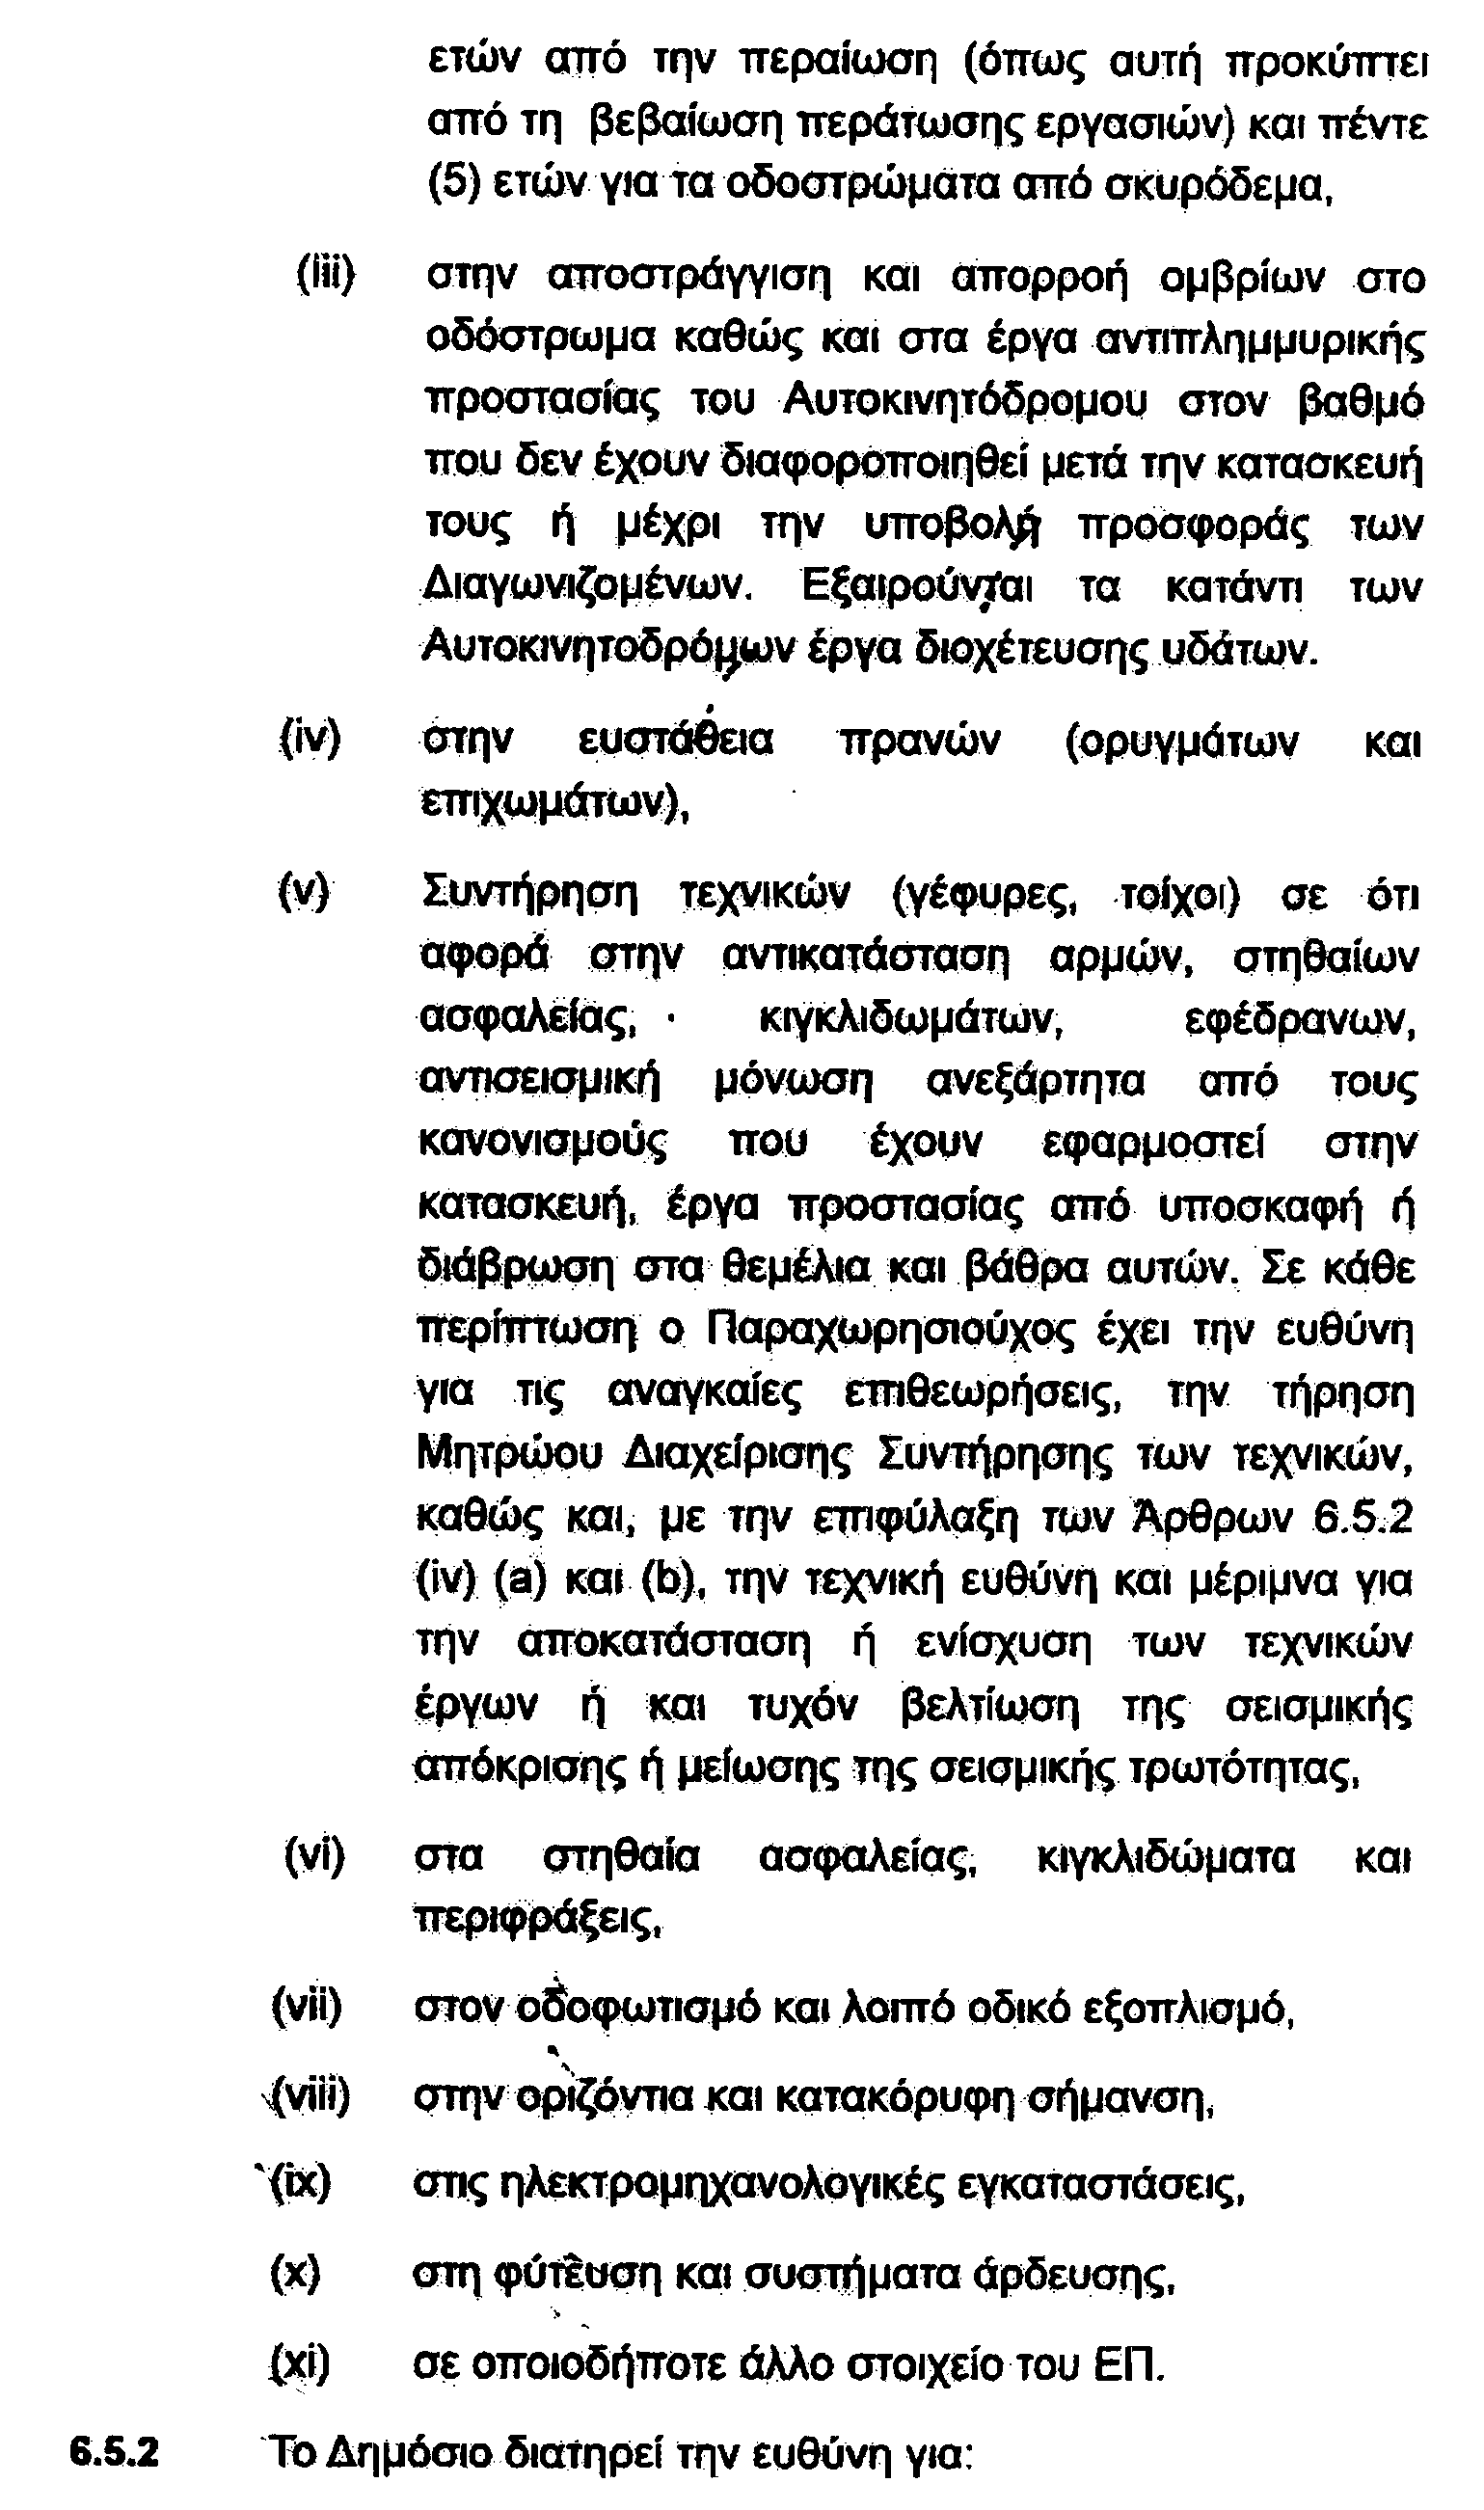 ετών από την περαίωση (όπως αυτή προκύπτει
από τη βεβαίωση περάτωσης εργασιών) και πέντε
(5) ετών για τα οδοστρώματα από σκυρόδεμα,
(iii) στην αποστράγγιση και απορροή ομβρίων στο
οδόστρωμα καθώς και στα έργα αντιπλημμυρικής
προστασίας του Αυτοκινητόδρομου στον βαθμό
που δεν έχουν διαφοροποιηθεί μετά την κατασκευή
τους ή μέχρι την υποβολή προσφοράς των
Διαγωνιζομένων. Εξαιρούνται τα κατάντι των
Αυτοκινητοδρόμων έργα διοχέτευσης υδάτων.
(iv) στην ευστάθεια πρανών (ορυγμάτων και
επιχωμάτων),
(v) Συντήρηση τεχνικών (γέφυρες, τοίχοι) σε ότι
αφορά στην αντικατάσταση αρμών, στηθαίων
ασφαλείας, κιγκλιδωμάτων, εφέδρανων,
αντισεισμική μόνωση ανεξάρτητα από τους
κανονισμούς που έχουν εφαρμοστεί στην
κατασκευή, έργα προστασίας από υποσκαφή ή
διάβρωση στα θεμέλια και βάθρα αυτών. Σε κάθε
περίπτωση ο Παραχωρησιούχος έχει την ευθύνη
για τις αναγκαίες επιθεωρήσεις, την τήρηση
Μητρώου Διαχείρισης Συντήρησης των τεχνικών,
καθώς και, με την επιφύλαξη των Άρθρων 6.5.2
(iv) (a) και (b), την τεχνική ευθύνη και μέριμνα για
την αποκατάσταση ή ενίσχυση των τεχνικών
έργων ή και τυχόν βελτίωση της σεισμικής
απόκρισης ή μείωσης της σεισμικής τρωτότητας,
(vi) στα στηθαία ασφαλείας, κιγκλιδώματα και
περιφράξεις,
(vii) στον οδοφωτισμό και λοιπό οδικό εξοπλισμό,
(viii) στην οριζόντια και κατακόρυφη σήμανση,
(ix) στις ηλεκτρομηχανολογικές εγκαταστάσεις,
(x) στη φύτευση και συστήματα άρδευσης,
(xi) σε οποιοδήποτε άλλο στοιχείο του ΕΠ.
6.5.2 Το Δημόσιο διατηρεί την ευθύνη για: